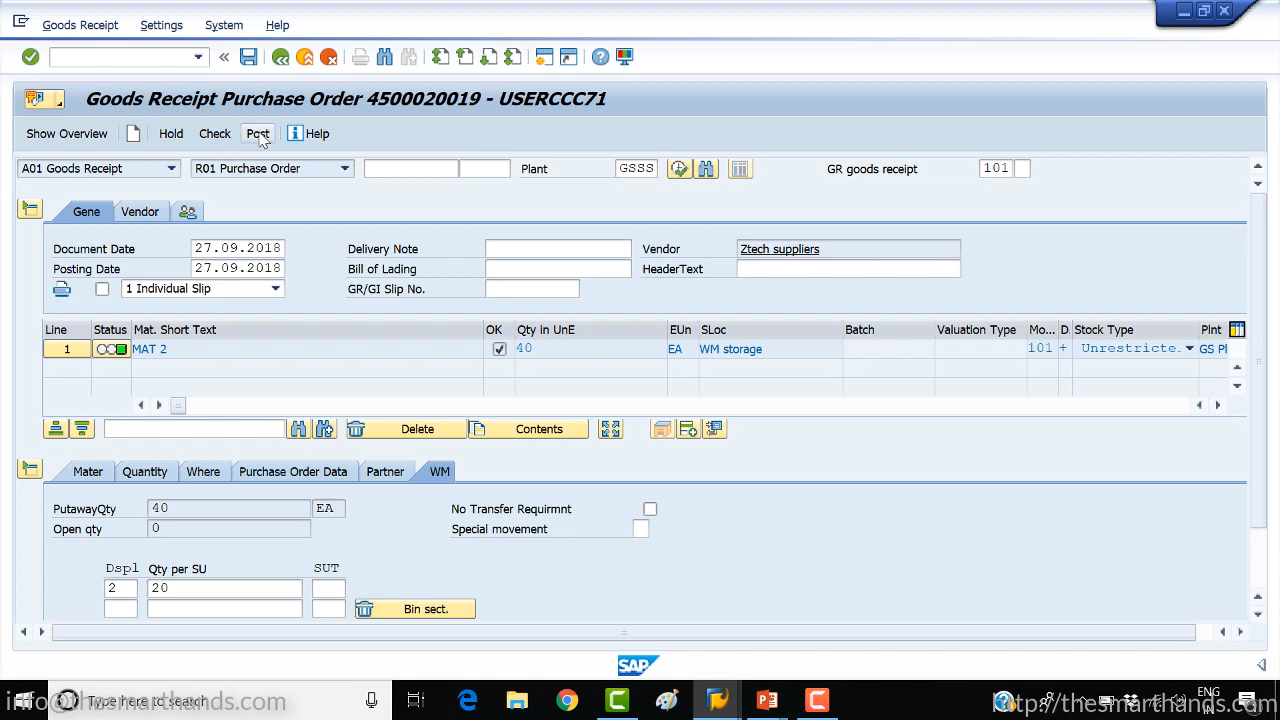 Goods Receipt Settings System Help
Goods Receipt Purchase Order 4500020019 - USERCCC71
Show Overview Hold Check Post Help
A01 Goods Receipt R01 Purchase Order Plant GSSS GR goods receipt 101
Gene Vendor
Document Date 27.09.2018 Delivery Note Vendor Ztech suppliers
Posting Date 27.09.2018 Bill of Lading HeaderText
1 Individual Slip GR/GI Slip No.
Line Status Mat. Short Text OK Qty in UnE EUn SLoc Batch Valuation Type Mo... D. Stock Type Plnt
1 MAT 2 40 EA WM storage 101 + Unrestricte.. GS Pl
Delete Contents
Mater Quantity Where Purchase Order Data Partner WM
PutawayQty 40 EA No Transfer Requirmnt
Open qty 0 Special movement
Dspl Qty per SU SUT
2 20
Bin sect.
SAP
Type here to search ENG
IN
info@thesmarthands.com http://thesmarthands.com